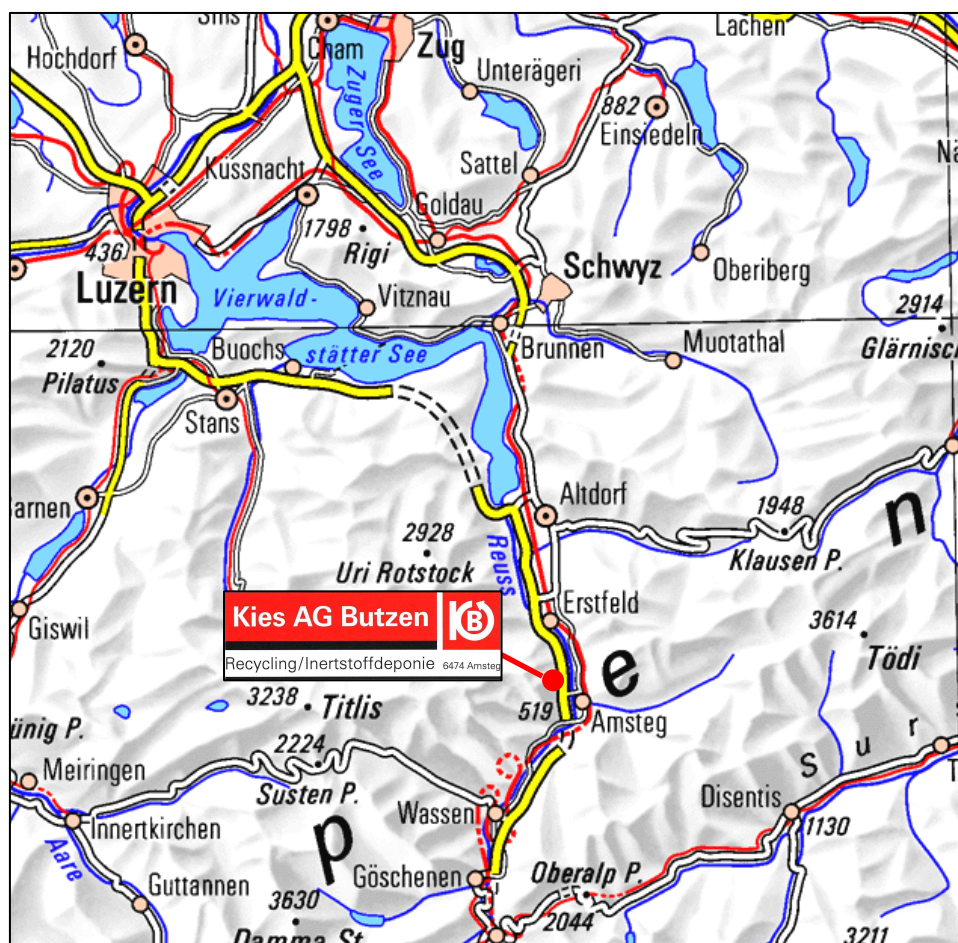 Sins
Lachen
Hochdorf
Cham
Zug
Unterägeri
Zuger See
882
Einsiedeln
Küssnacht
Sattel
Goldau
1798
Rigi
436
Schwyz
Oberiberg
Luzern
Vierwald-
Vitznau
2914
Glärnisch
2120
Pilatus
Buochs
stätter See
Brunnen
Muotathal
Stans
Altdorf
1948
Klausen P.
n
arnen
2928
Uri Rotstock
Reuss
Erstfeld
Giswil
Kies AG Butzen
B
Recycling/Inertstoffdeponie 6474 Amsteg
3614
Tödi
e
3238
Titlis
519
Amsteg
ünig P.
2224
Susten P.
S u r s
Meiringen
Wassen
Disentis
1130
Innertkirchen
Aare
p
Guttannen
Göschenen
Oberalp P.
2044
3630
Damma St.
3211